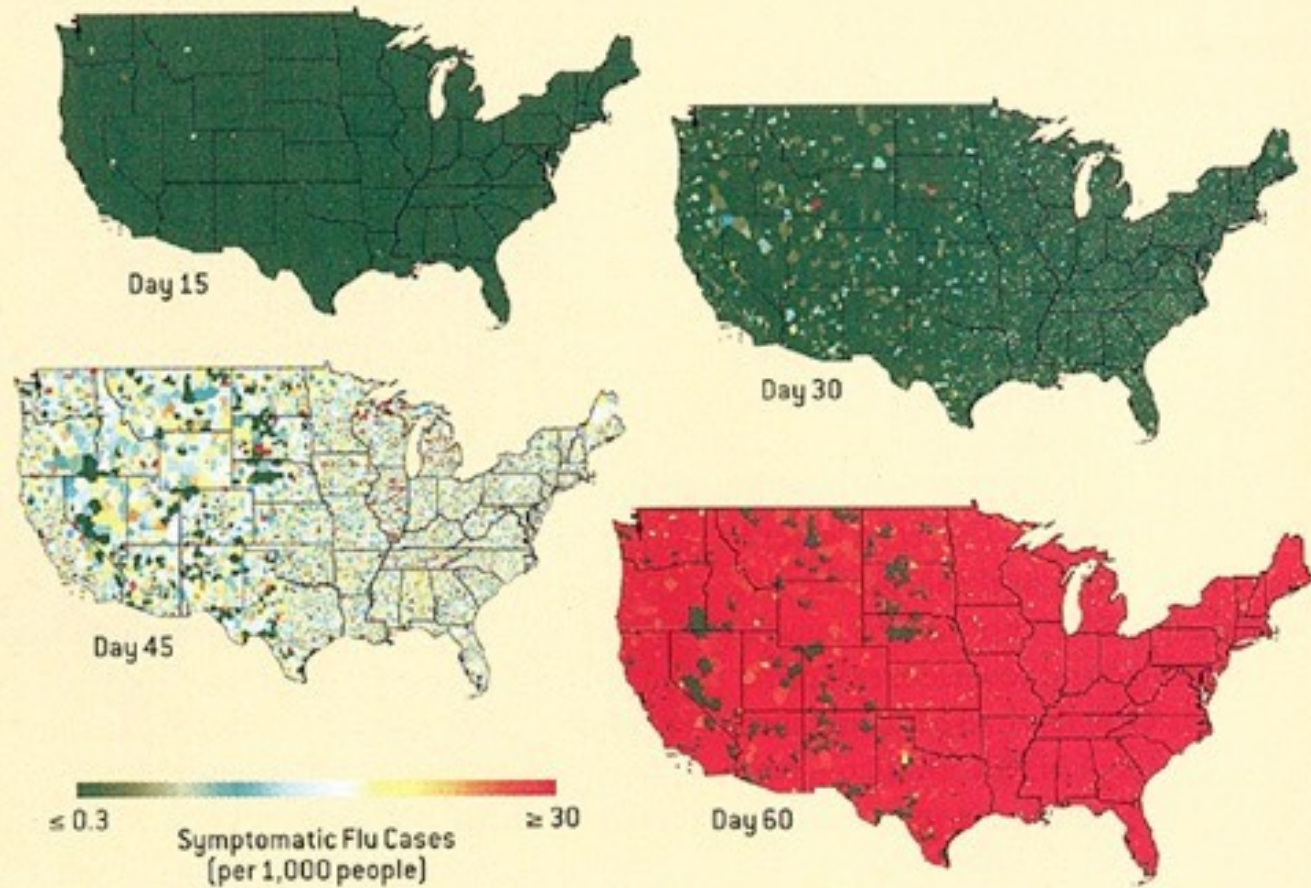 Day 15
Day 30
Day 45
Day 60
≤ 0.3
≥ 30
Symptomatic Flu Cases
(per 1,000 people)